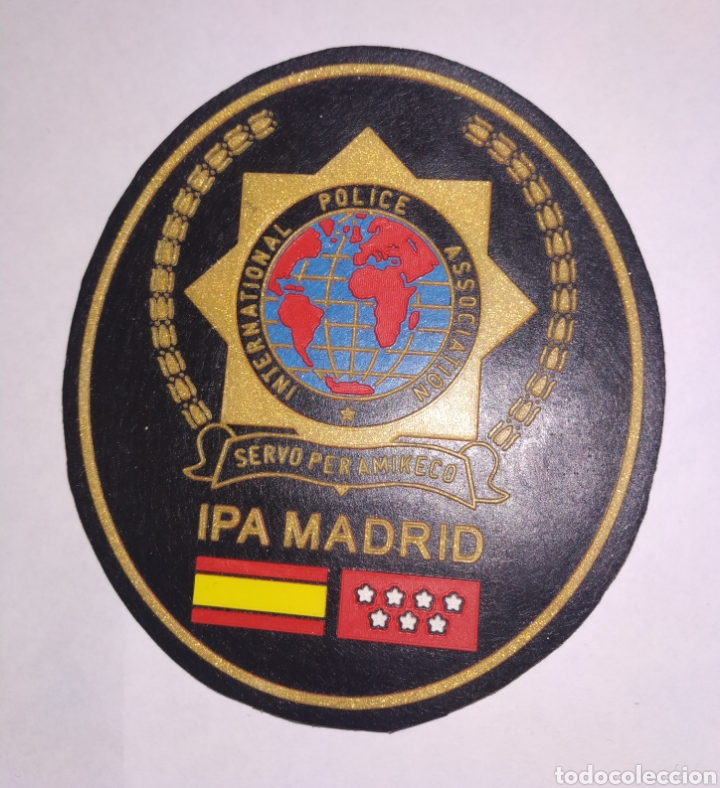 INTERNATIONAL POLICE ASSOCIATION
SERVO PER AMIKECO
IPA MADRID
todocoleccion